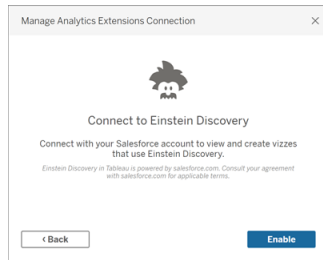 Manage Analytics Extensions Connection
Connect to Einstein Discovery
Connect with your Salesforce account to view and create vizzes
that use Einstein Discovery.
Einstein Discovery in Tableau is powered by salesforce.com. Consult your agreement
with salesforce.com for applicable terms.
‹ Back
Enable